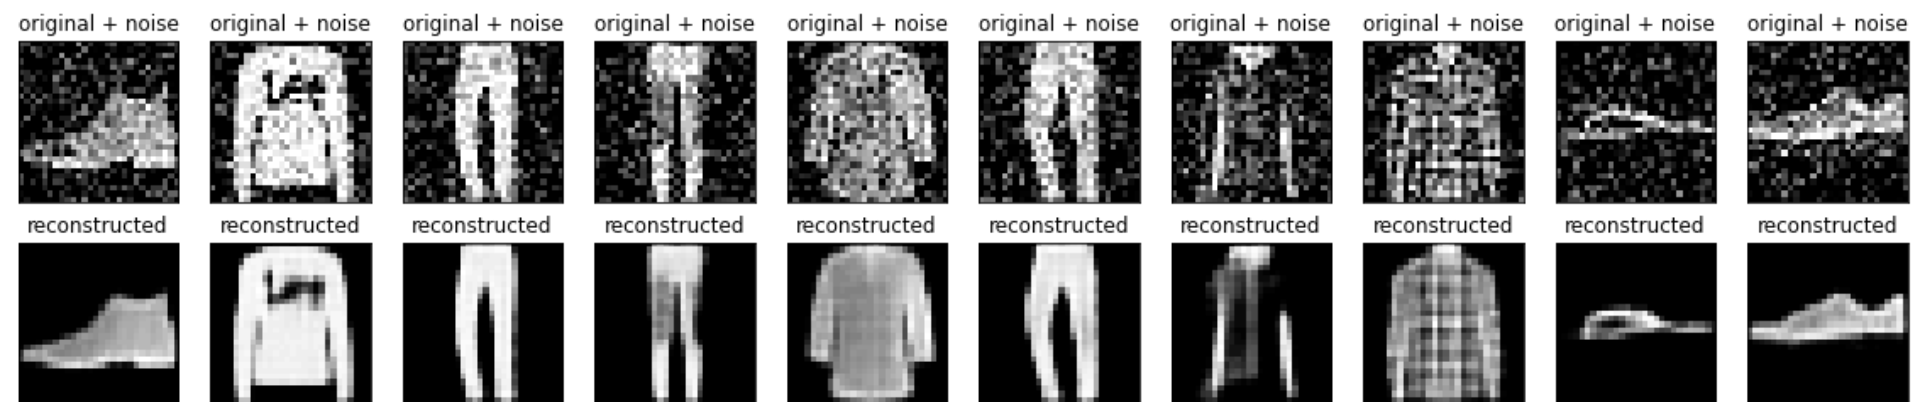 original + noise original + noise original + noise original + noise original + noise original + noise original + noise original + noise original + noise original + noise
reconstructed reconstructed reconstructed reconstructed reconstructed reconstructed reconstructed reconstructed reconstructed reconstructed